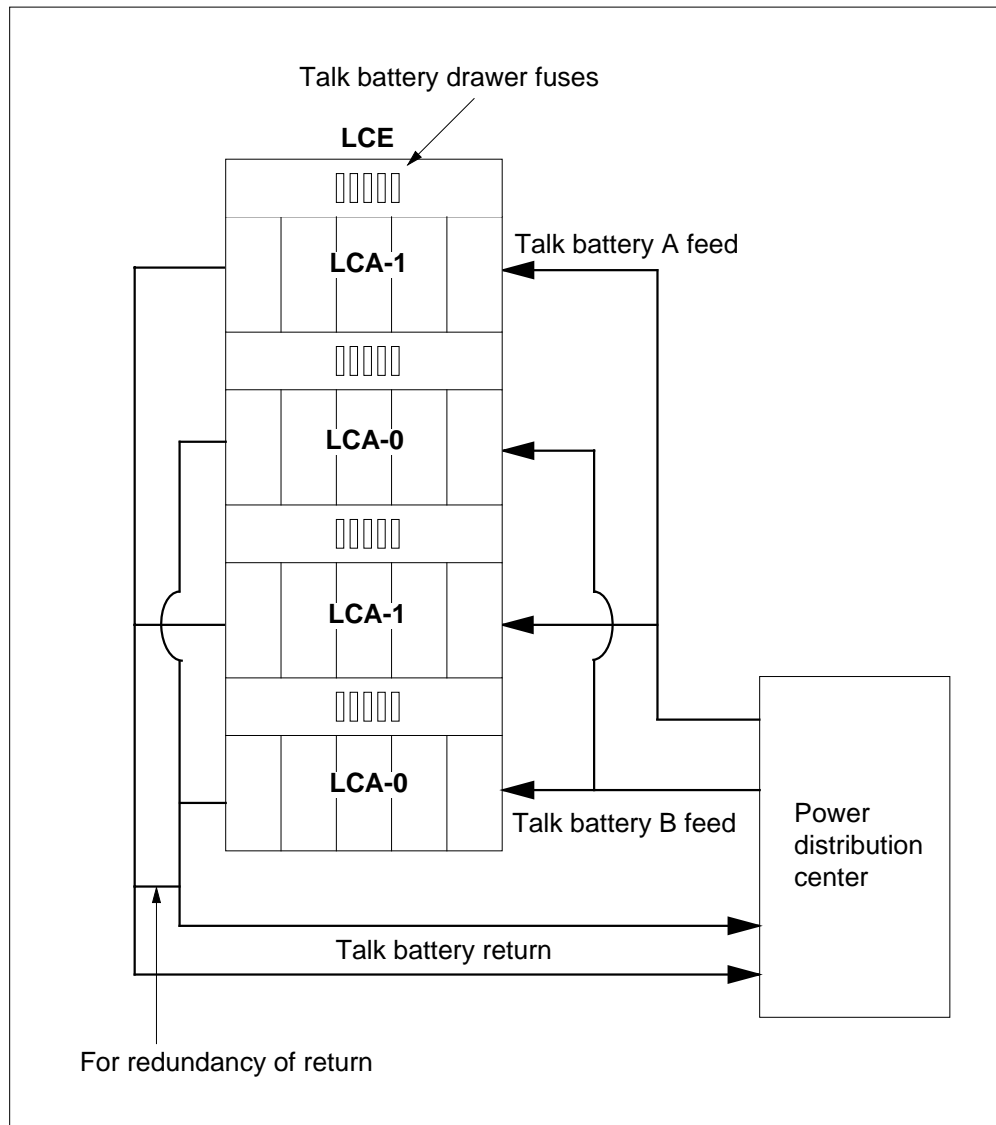 Talk battery drawer fuses
LCE
Talk battery A feed
LCA-1
LCA-0
LCA-1
LCA-0
Talk battery B feed
Power
distribution
center
Talk battery return
For redundancy of return